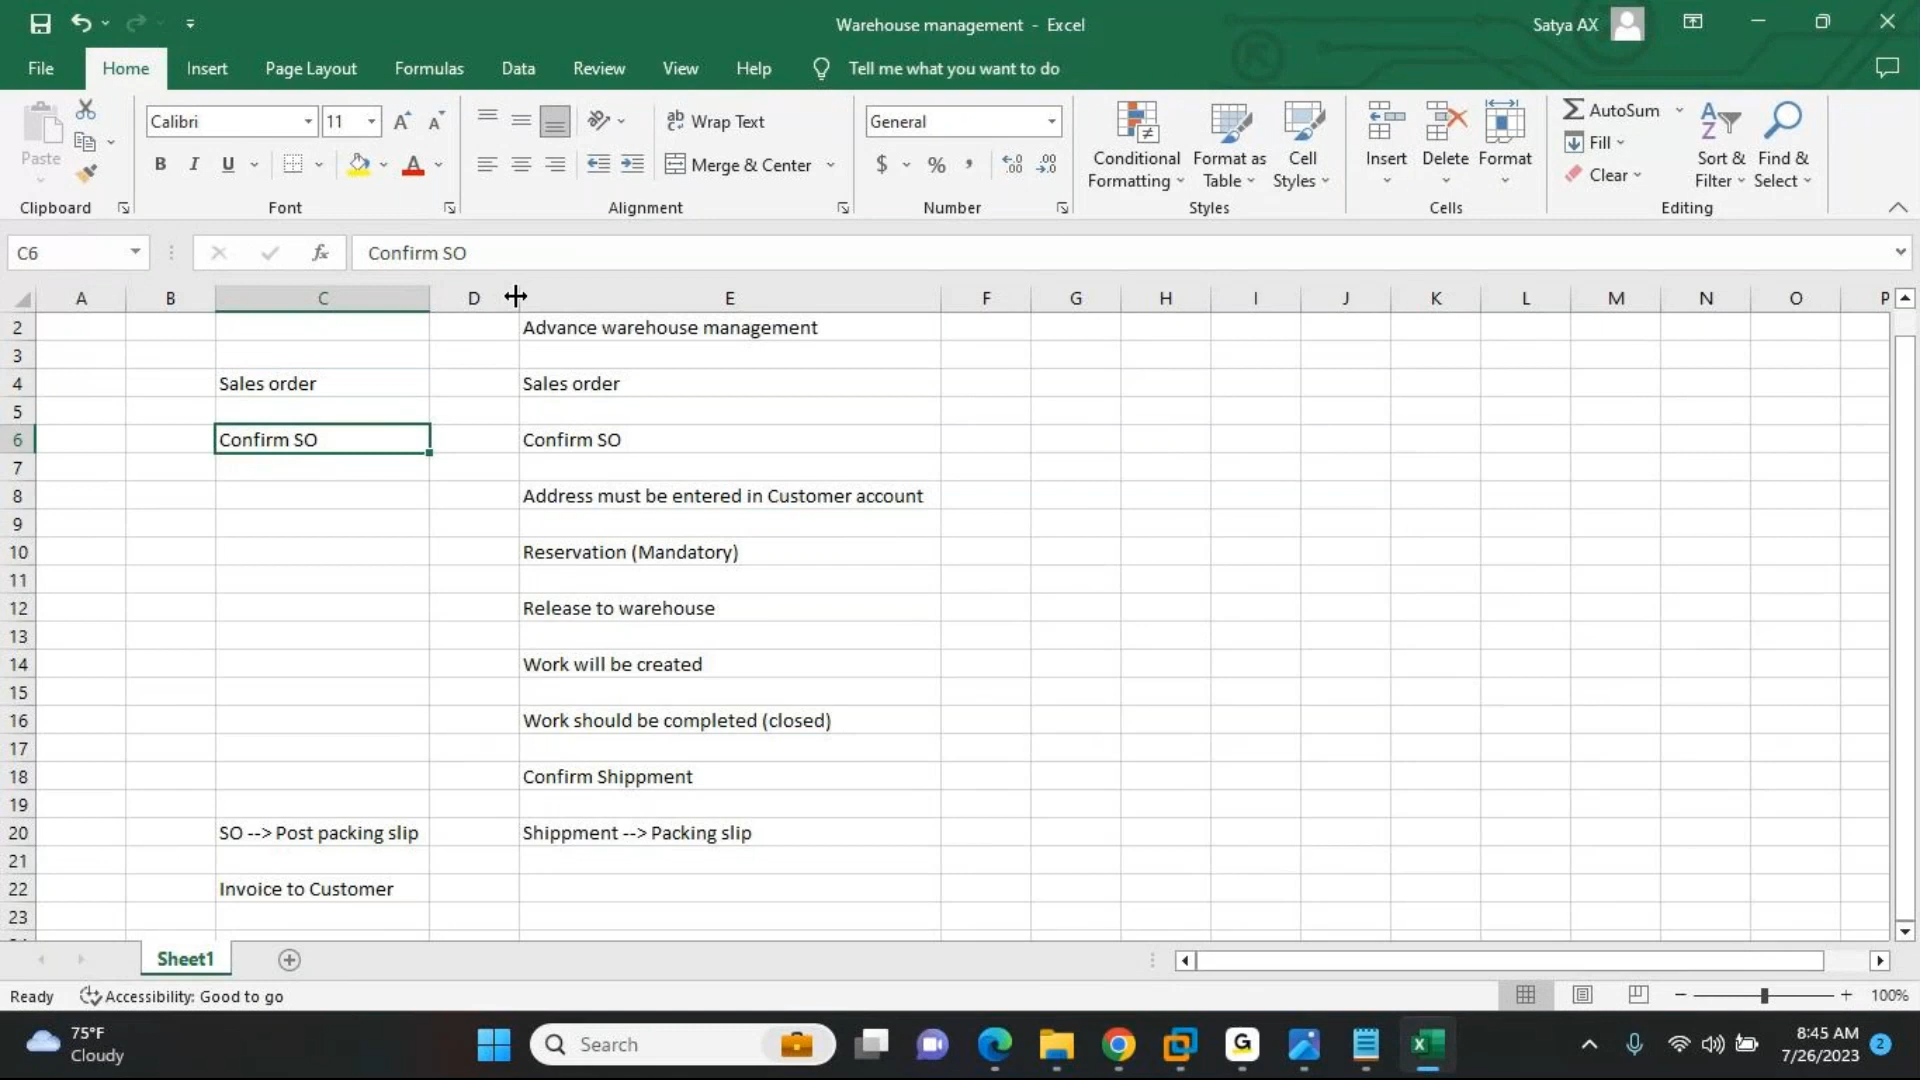 Warehouse management - Excel
Satya AX
File Home Insert Page Layout Formulas Data Review View Help Tell me what you want to do
Paste
Clipboard
Calibri 11
B I U A
Font
ab Wrap Text
Merge & Center
Alignment
General
$ % ,
Number
Conditional Formatting
Format as Table
Cell Styles
Styles
Insert Delete Format
Cells
AutoSum
Fill
Clear
Sort & Filter
Find & Select
Editing
C6 fx Confirm SO
A B C D E F G H I J K L M N O P
2 Advance warehouse management
3
4 Sales order Sales order
5
6 Confirm SO Confirm SO
7
8 Address must be entered in Customer account
9
10 Reservation (Mandatory)
11
12 Release to warehouse
13
14 Work will be created
15
16 Work should be completed (closed)
17
18 Confirm Shippment
19
20 SO --> Post packing slip Shippment --> Packing slip
21
22 Invoice to Customer
23
Sheet1
Ready Accessibility: Good to go 100%
75°F
Cloudy
Search
8:45 AM
7/26/2023
2